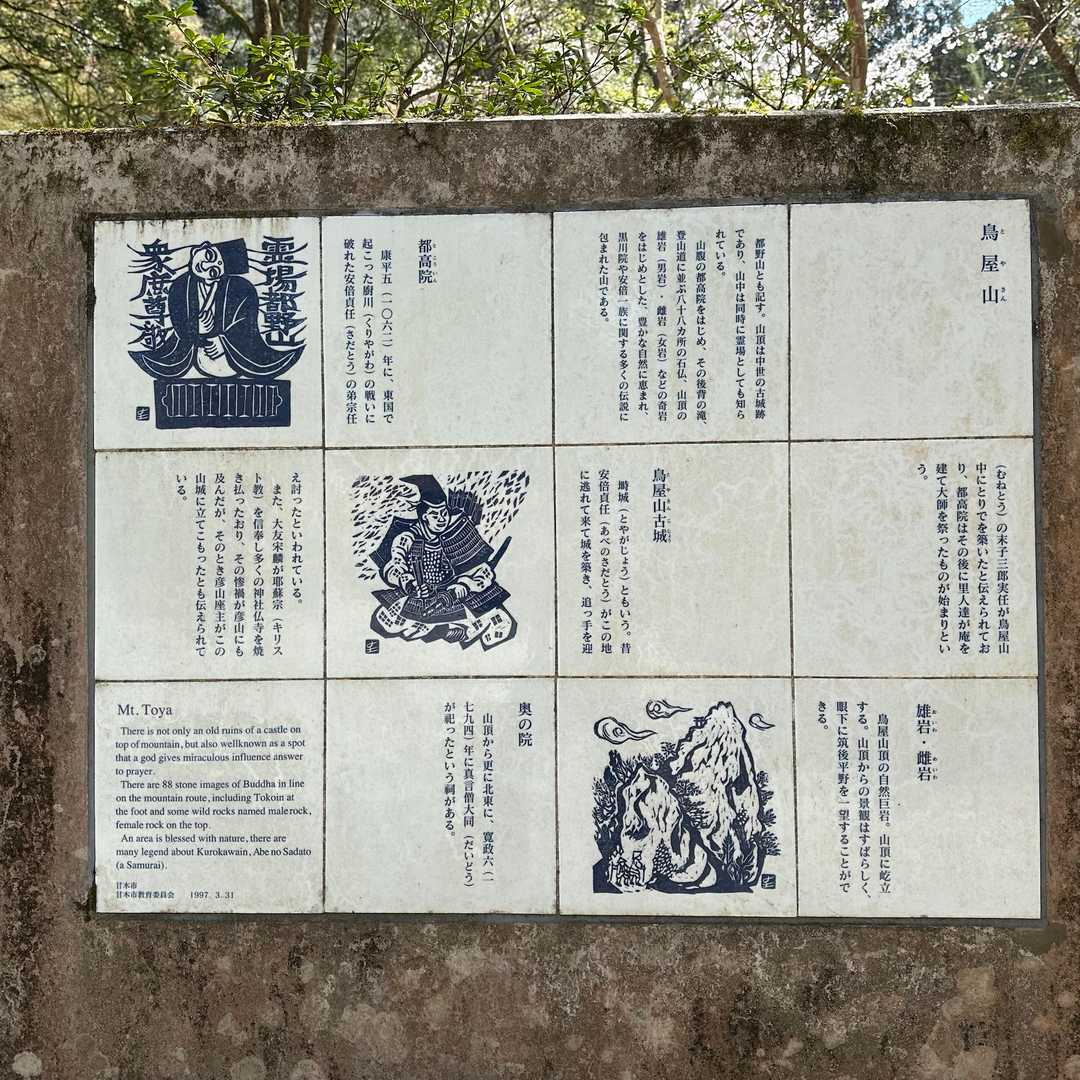 鳥屋山
とやさん
都野山とも記す。山頂は中世の古城跡
であり、山中は同時に霊場としても知ら
れている。
山腹の都高院をはじめ、その後背の滝、
登山道に並ぶ八十八カ所の石仏、山頂の
雄岩(男岩)・雌岩(女岩)などの奇岩
をはじめとした、豊かな自然に恵まれ、
黒川院や安倍一族に関する多くの伝説に
包まれた山である。
都高院
とこういん
康平五(一〇六二)年に、東国で
起こった厨川(くりやがわ)の戦いに
破れた安倍貞任(さだとう)の弟宗任
霊場都野山
衆庶尊敬
(むねとう)の末子三郎実任が鳥屋山
中にとりでを築いたと伝えられてお
り、都高院はその後に里人達が庵を
建て大師を祭ったものが始まりとい
う。
鳥屋山古城
塒城(とやがじょう)ともいう。昔
安倍貞任(あべのさだとう)がこの地
に逃れて来て城を築き、追っ手を迎
え討ったといわれている。
また、大友宋麟が耶蘇宗(キリス
ト教)を信奉し多くの神社仏寺を焼
き払ったおり、その惨禍が彦山にも
及んだが、そのとき彦山座主がこの
山城に立てこもったとも伝えられて
いる。
雄岩・雌岩
おいわ めいわ
鳥屋山頂の自然巨岩。山頂に屹立
する。山頂からの景観はすばらしく、
眼下に筑後平野を一望することがで
きる。
奥の院
山頂から更に北東に、寛政六(一
七九四)年に真言僧大同(だいどう)
が祀ったという祠がある。
Mt. Toya
There is not only an old ruins of a castle on
top of mountain, but also wellknown as a spot
that a god gives miraculous influence answer
to prayer.
There are 88 stone images of Buddha in line
on the mountain route, including Tokoin at
the foot and some wild rocks named male rock,
female rock on the top.
An area is blessed with nature, there are
many legend about Kurokawain, Abe no Sadato
(a Samurai).
甘木市
甘木市教育委員会 1997. 3. 31